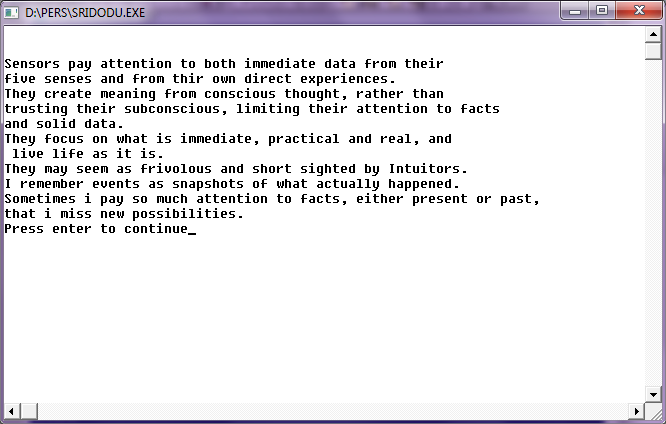 D:\PERS\SRIDODU.EXE
Sensors pay attention to both immediate data from their
five senses and from thir own direct experiences.
They create meaning from conscious thought, rather than
trusting their subconscious, limiting their attention to facts
and solid data.
They focus on what is immediate, practical and real, and
 live life as it is.
They may seem as frivolous and short sighted by Intuitors.
I remember events as snapshots of what actually happened.
Sometimes i pay so much attention to facts, either present or past,
that i miss new possibilities.
Press enter to continue_